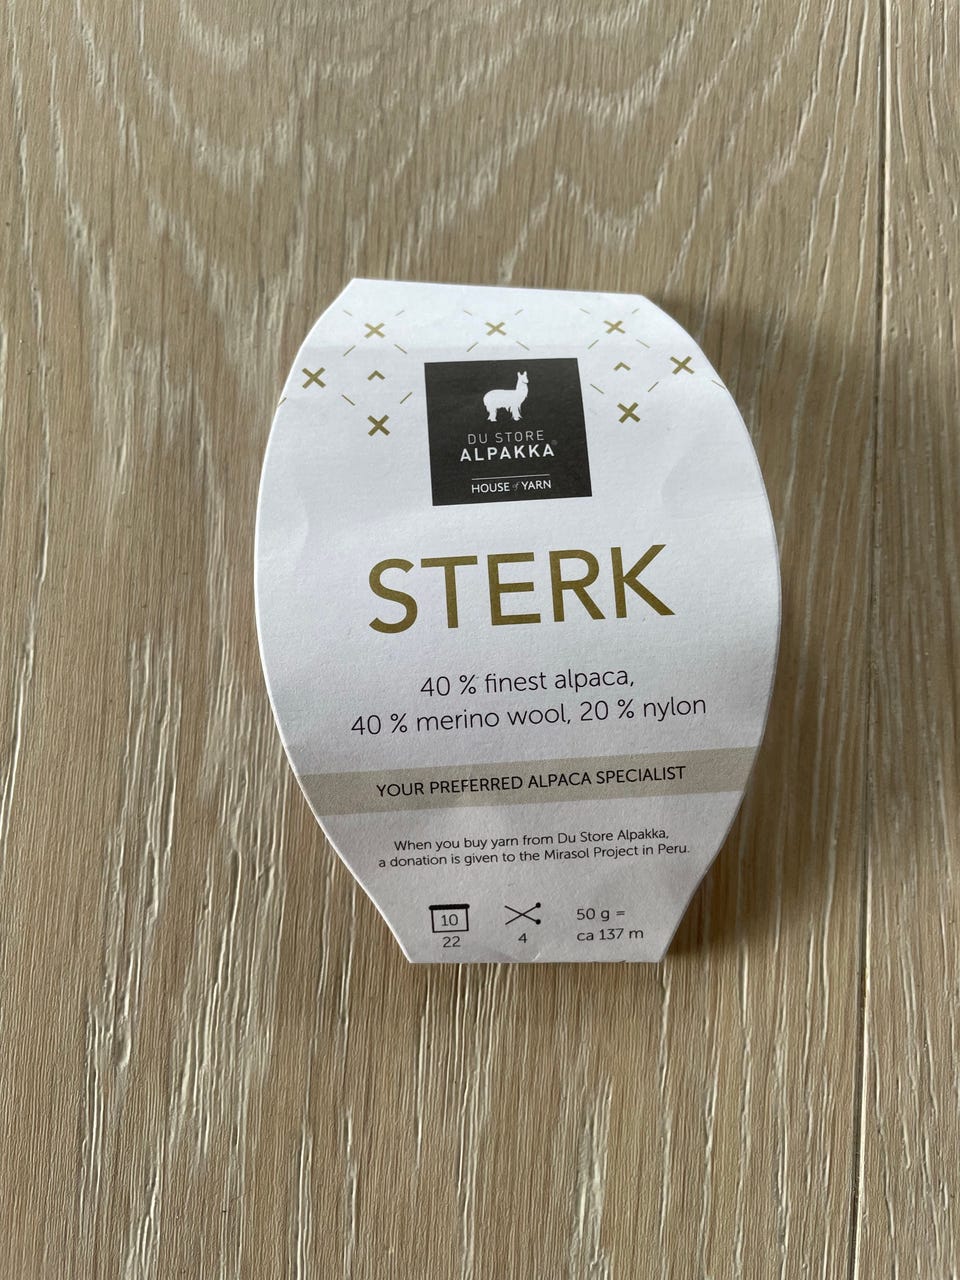 DU STORE
ALPAKKA®
HOUSE of YARN
STERK
40 % finest alpaca,
40 % merino wool, 20 % nylon
YOUR PREFERRED ALPACA SPECIALIST
When you buy yarn from Du Store Alpakka,
a donation is given to the Mirasol Project in Peru.
10
22
4
50 g =
ca 137 m